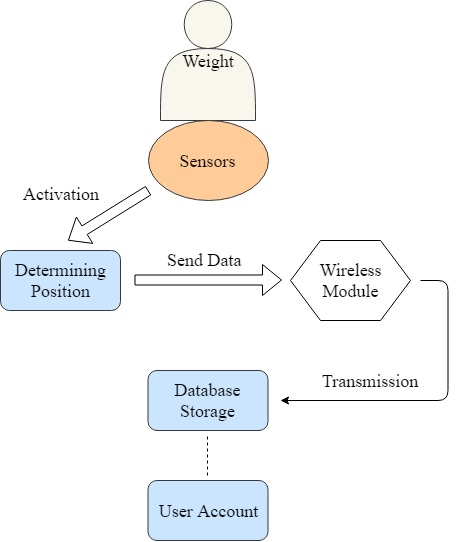 Weight
Sensors
Activation
Determining
Position
Send Data
Wireless
Module
Transmission
Database
Storage
User Account